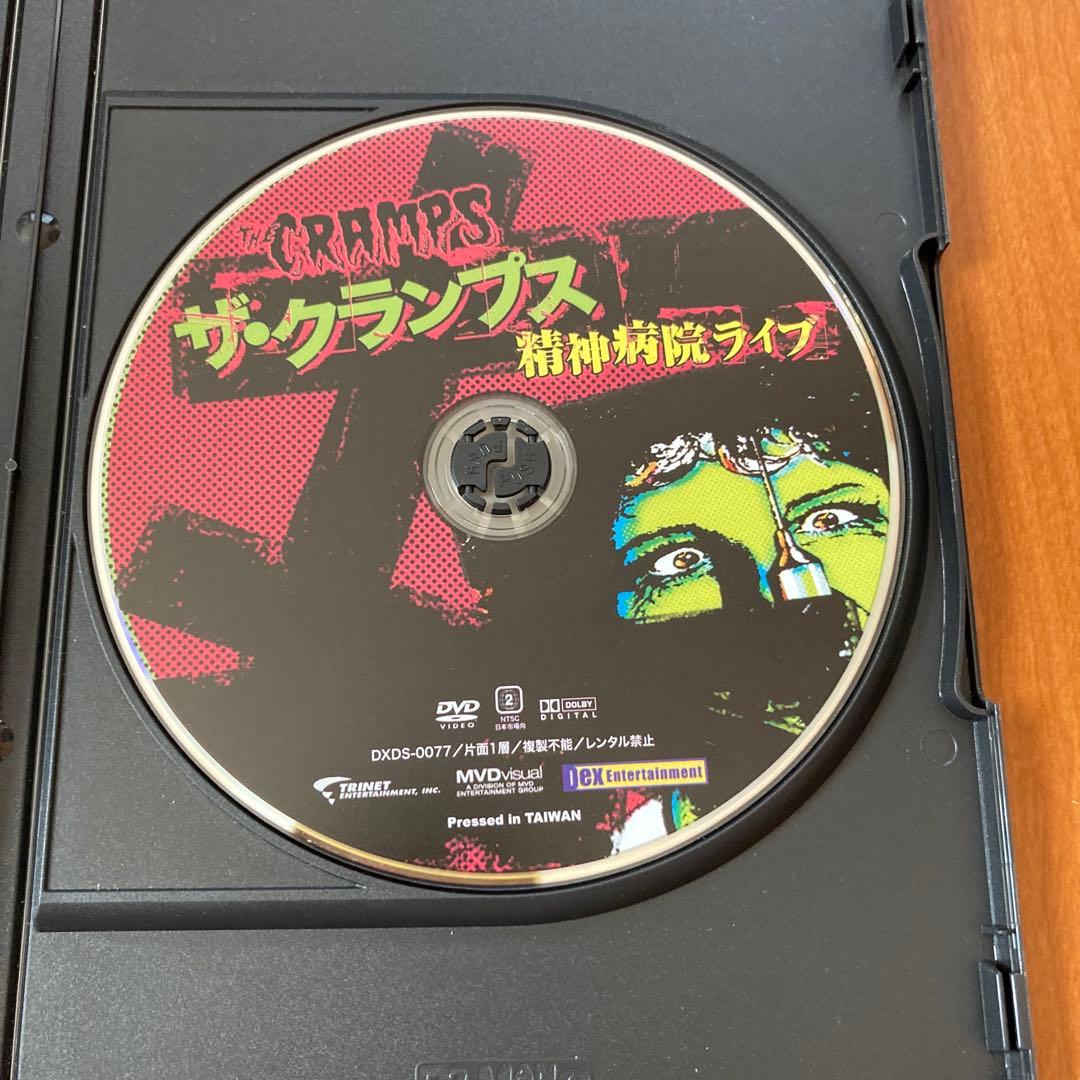 THE CRAMPS
ザ・クランプス
精神病院ライブ
DVD VIDEO
2
NTSC
日本市場向
DOLBY
DIGITAL
DXDS-0077/片面1層/複製不能/レンタル禁止
TRINET
ENTERTAINMENT, INC.
MVDvisual
A DIVISION OF MVD
ENTERTAINMENT GROUP
Dex Entertainment
Pressed in TAIWAN